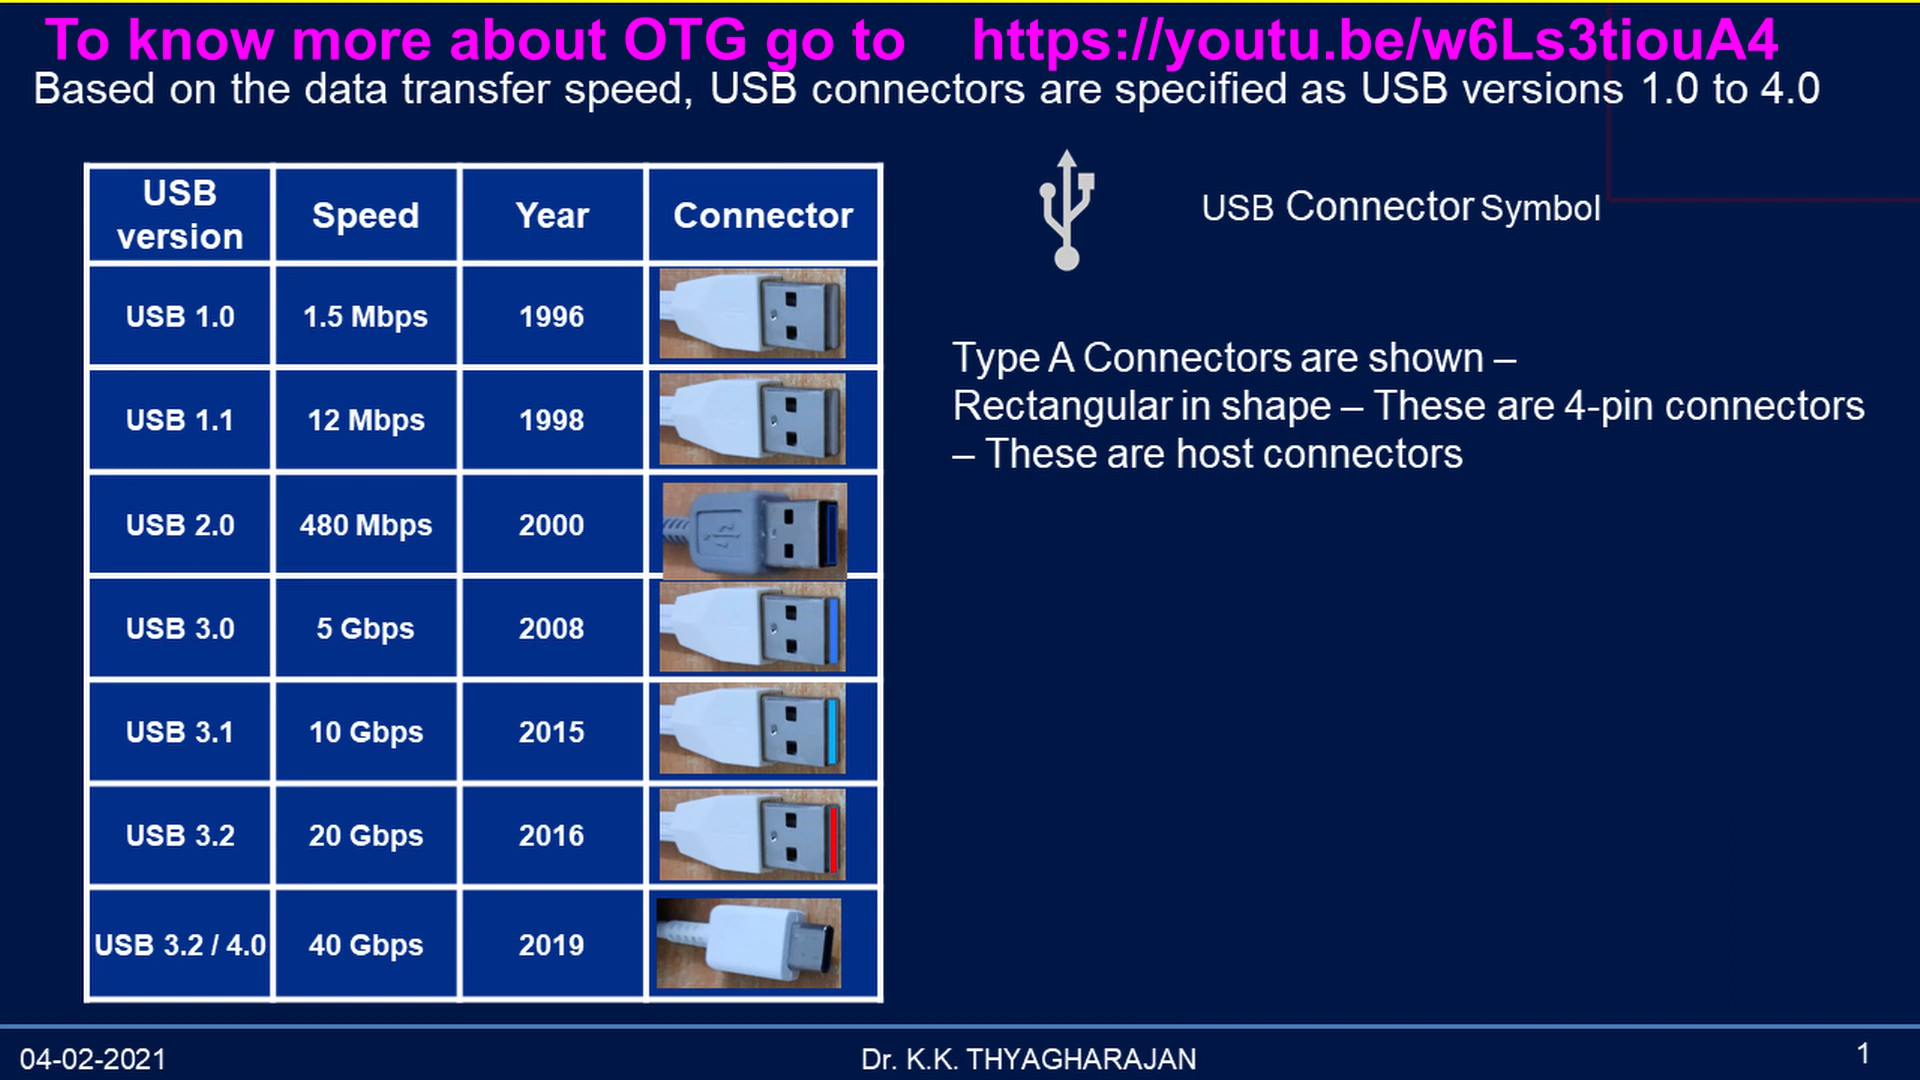 To know more about OTG go to https://youtu.be/w6Ls3tiouA4
Based on the data transfer speed, USB connectors are specified as USB versions 1.0 to 4.0
USB version Speed Year Connector
USB 1.0 1.5 Mbps 1996
USB 1.1 12 Mbps 1998
USB 2.0 480 Mbps 2000
USB 3.0 5 Gbps 2008
USB 3.1 10 Gbps 2015
USB 3.2 20 Gbps 2016
USB 3.2 / 4.0 40 Gbps 2019
USB Connector Symbol
Type A Connectors are shown –
Rectangular in shape – These are 4-pin connectors
– These are host connectors
04-02-2021 Dr. K.K. THYAGHARAJAN 1